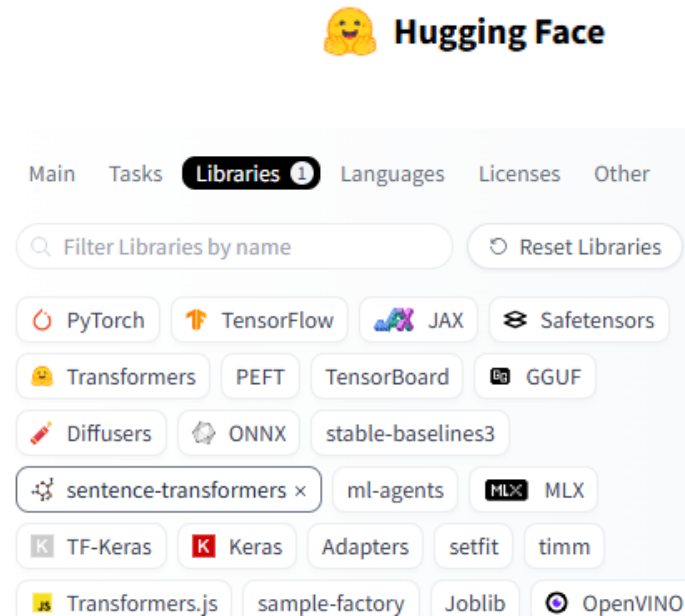 Hugging Face
Main Tasks Libraries 1 Languages Licenses Other
Filter Libraries by name Reset Libraries
PyTorch TensorFlow JAX Safetensors
Transformers PEFT TensorBoard GGUF
Diffusers ONNX stable-baselines3
sentence-transformers × ml-agents MLX MLX
K TF-Keras K Keras Adapters setfit timm
JS Transformers.js sample-factory Joblib OpenVINO